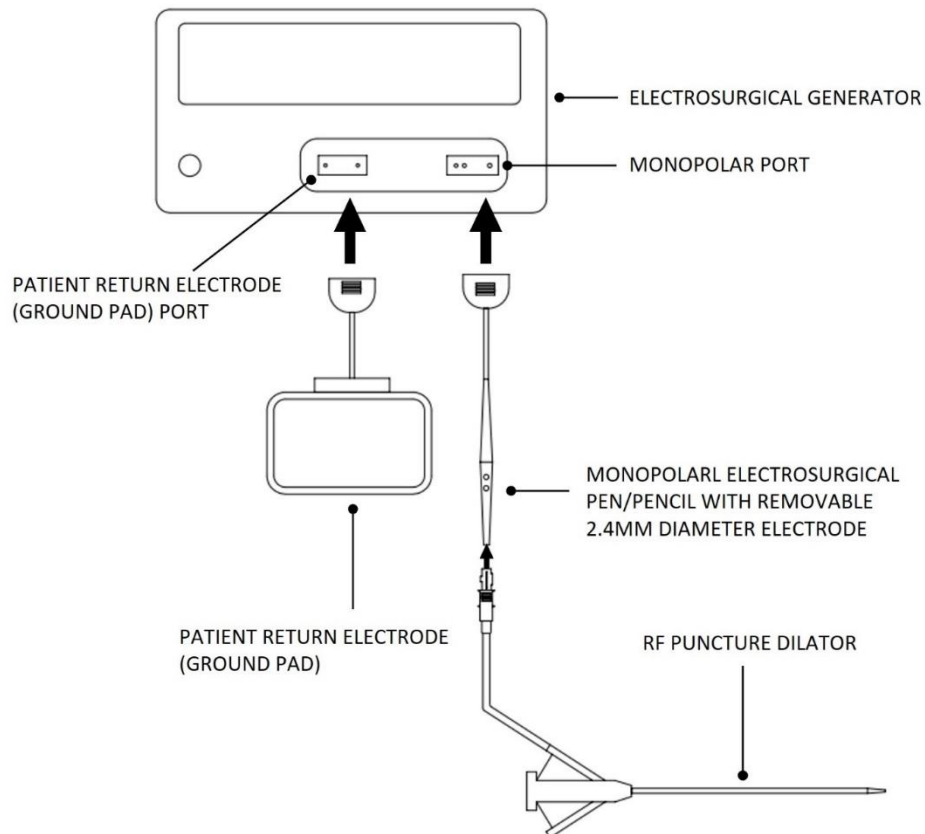 ELECTROSURGICAL GENERATOR
MONOPOLAR PORT
PATIENT RETURN ELECTRODE
(GROUND PAD) PORT
MONOPOLARL ELECTROSURGICAL
PEN/PENCIL WITH REMOVABLE
2.4MM DIAMETER ELECTRODE
PATIENT RETURN ELECTRODE
(GROUND PAD)
RF PUNCTURE DILATOR